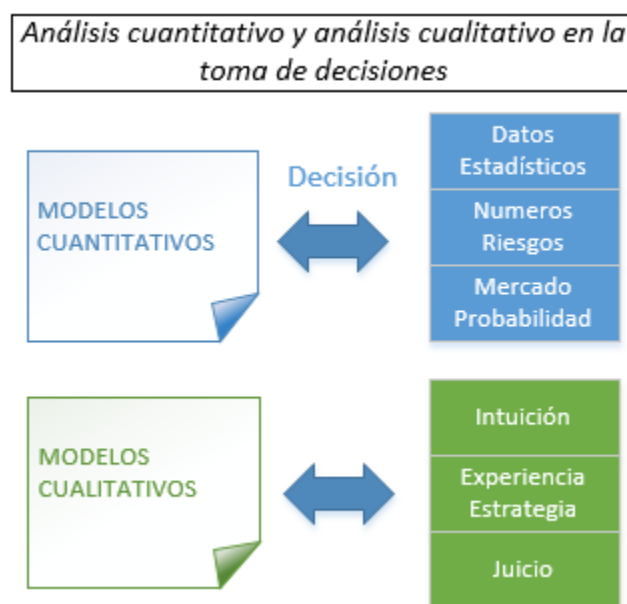 Análisis cuantitativo y análisis cualitativo en la
toma de decisiones
MODELOS
CUANTITATIVOS
Decisión
Datos
Estadísticos
Numeros
Riesgos
Mercado
Probabilidad
MODELOS
CUALITATIVOS
Intuición
Experiencia
Estrategia
Juicio